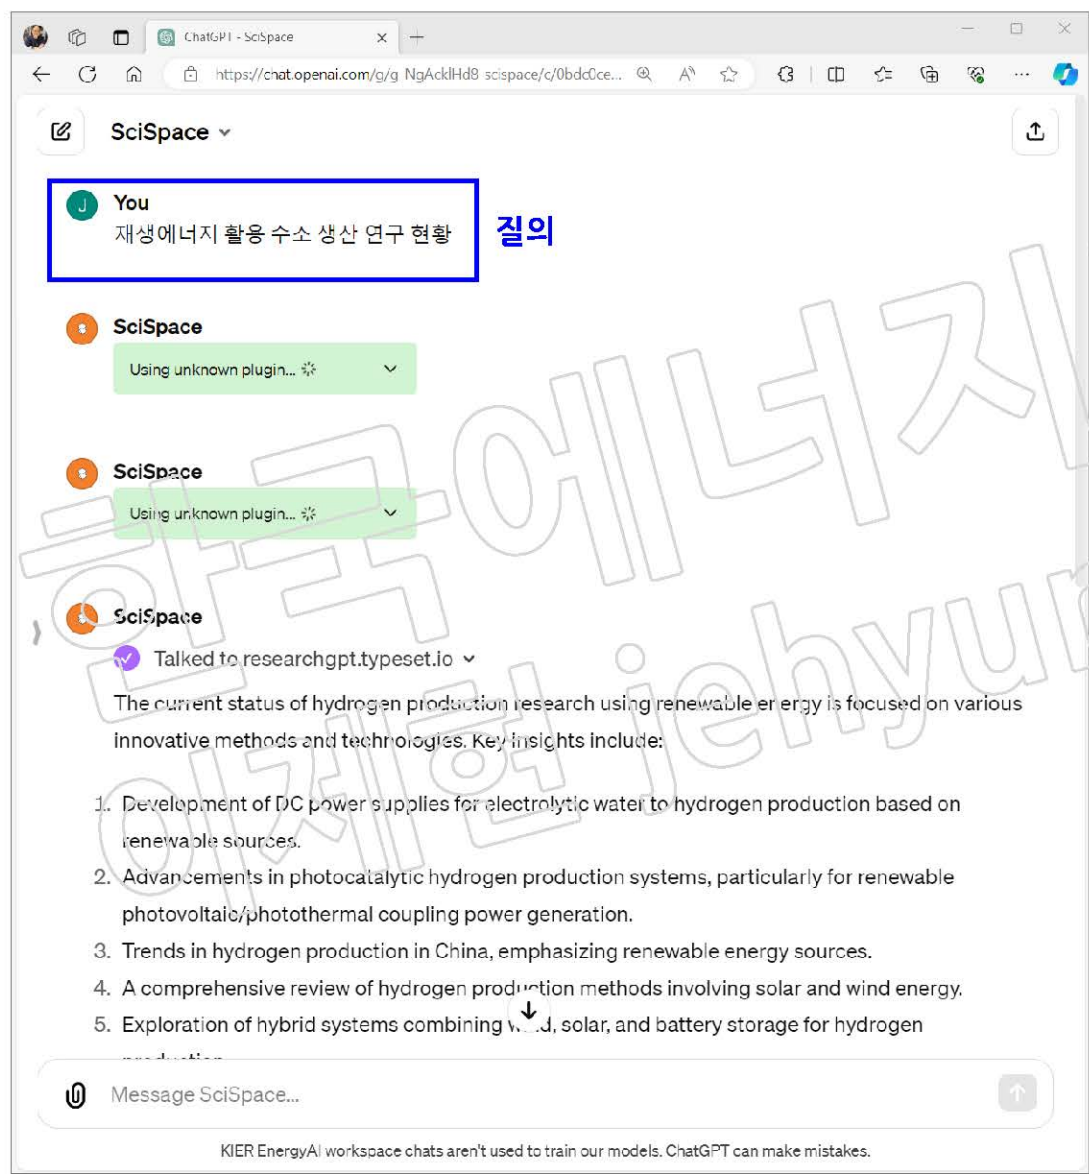 ChatGPT - SciSpace
https://chat.openai.com/g/g-NgAcklHd8-scispace/c/0bdc0ce...
SciSpace
You
재생에너지 활용 수소 생산 연구 현황
질의
SciSpace
Using unknown plugin...
SciSpace
Using unknown plugin...
SciSpace
Talked to researchgpt.typeset.io
The current status of hydrogen production research using renewable energy is focused on various
innovative methods and technologies. Key insights include:
1. Development of DC power supplies for electrolytic water to hydrogen production based on
renewable sources.
2. Advancements in photocatalytic hydrogen production systems, particularly for renewable
photovoltaic/photothermal coupling power generation.
3. Trends in hydrogen production in China, emphasizing renewable energy sources.
4. A comprehensive review of hydrogen production methods involving solar and wind energy.
5. Exploration of hybrid systems combining wind, solar, and battery storage for hydrogen
Message SciSpace...
KIER EnergyAI workspace chats aren't used to train our models. ChatGPT can make mistakes.
한국에너지
이제현 jehyun